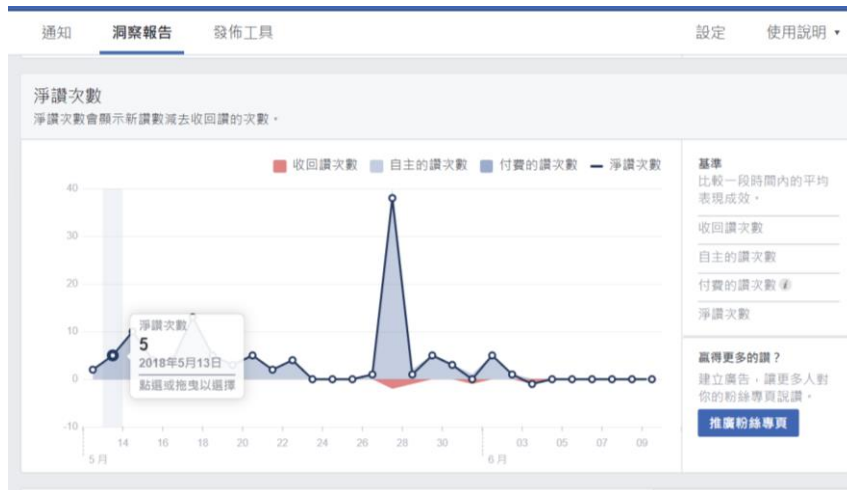 通知 洞察報告 發佈工具 設定 使用說明
淨讚次數
淨讚次數會顯示新讚數減去收回讚的次數。
收回讚次數 自主的讚次數 付費的讚次數 淨讚次數
40
30
20
10
0
-10
淨讚次數
5
2018年5月13日
點選或拖曳以選擇
14 16 18 20 22 24 26 28 30 03 05 07 09
5月 6月
基準
比較一段時間內的平均
表現成效。
收回讚次數
自主的讚次數
付費的讚次數 i
淨讚次數
贏得更多的讚？
建立廣告，讓更多人對
你的粉絲專頁說讚。
推廣粉絲專頁